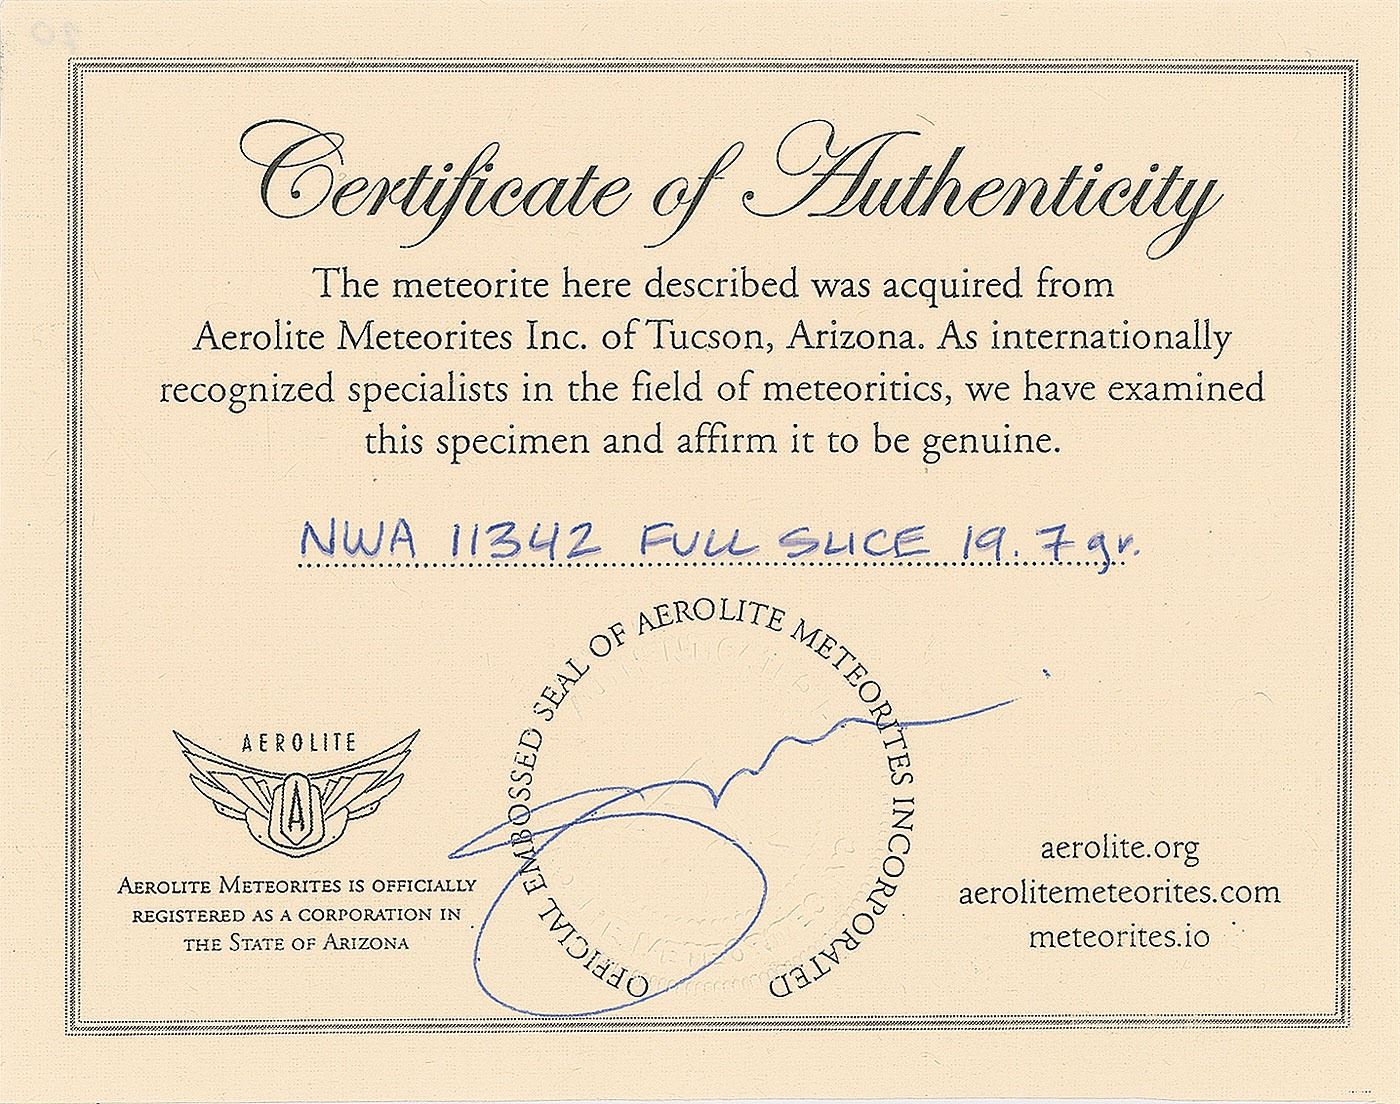 Certificate of Authenticity
The meteorite here described was acquired from
Aerolite Meteorites Inc. of Tucson, Arizona. As internationally
recognized specialists in the field of meteoritics, we have examined
this specimen and affirm it to be genuine.
NWA 11342 FULL SLICE 19.7gr.
OFFICIAL EMBOSSED SEAL OF AEROLITE METEORITES INCORPORATED
AEROLITE
A
AEROLITE METEORITES IS OFFICIALLY
REGISTERED AS A CORPORATION IN
THE STATE OF ARIZONA
aerolite.org
aerolitemeteorites.com
meteorites.io